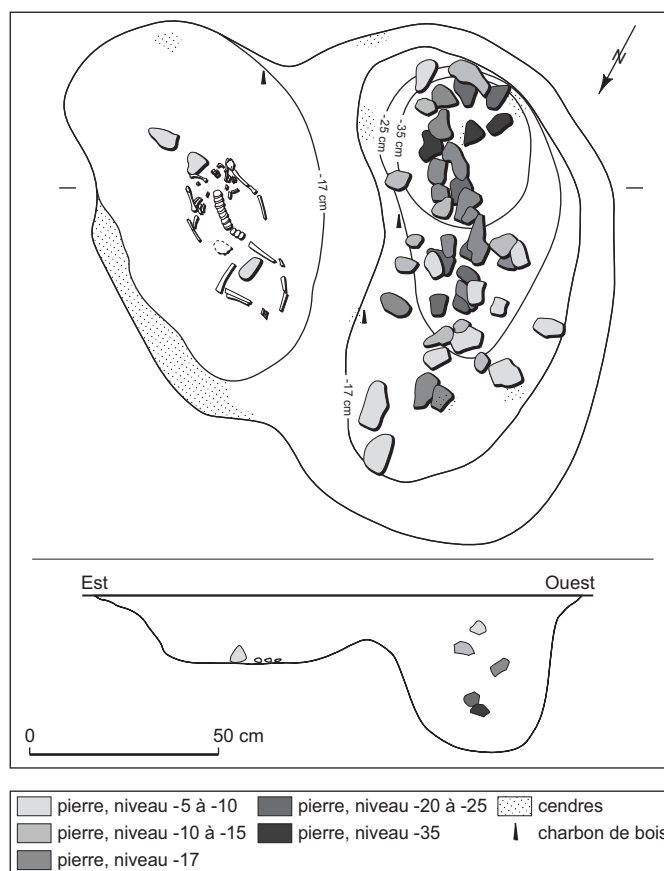 N
-25 cm
-35 cm
-17 cm
-17 cm
Est Ouest
0 50 cm
pierre, niveau -5 à -10 pierre, niveau -20 à -25 cendres
pierre, niveau -10 à -15 pierre, niveau -35 charbon de bois
pierre, niveau -17